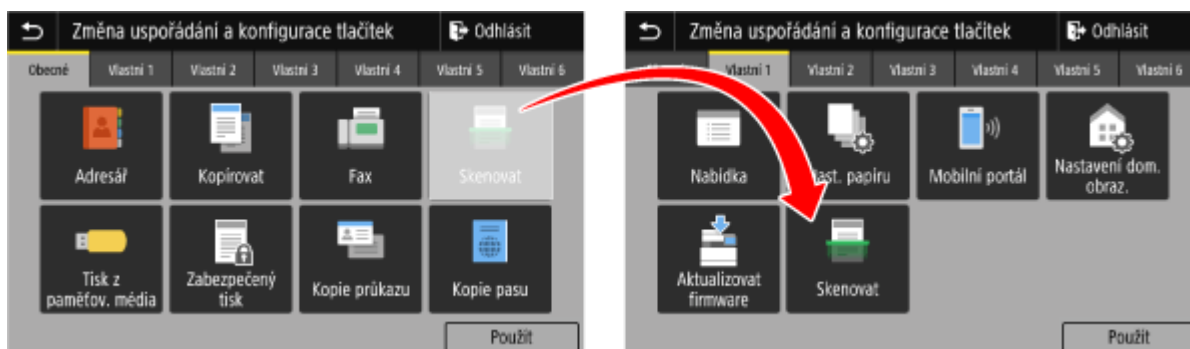 Změna uspořádání a konfigurace tlačítek
Odhlásit
Obecné Vlastní 1 Vlastní 2 Vlastní 3 Vlastní 4 Vlastní 5 Vlastní 6
Adresář Kopírovat Fax Skenovat
Tisk z
paměťov. média
Zabezpečený
tisk
Kopie průkazu Kopie pasu
Použít
Změna uspořádání a konfigurace tlačítek
Odhlásit
Vlastní 1 Vlastní 2 Vlastní 3 Vlastní 4 Vlastní 5 Vlastní 6
Nabídka
papíru
Mobilní portál
Nastavení dom.
obraz.
Aktualizovat
firmware
Skenovat
Použít